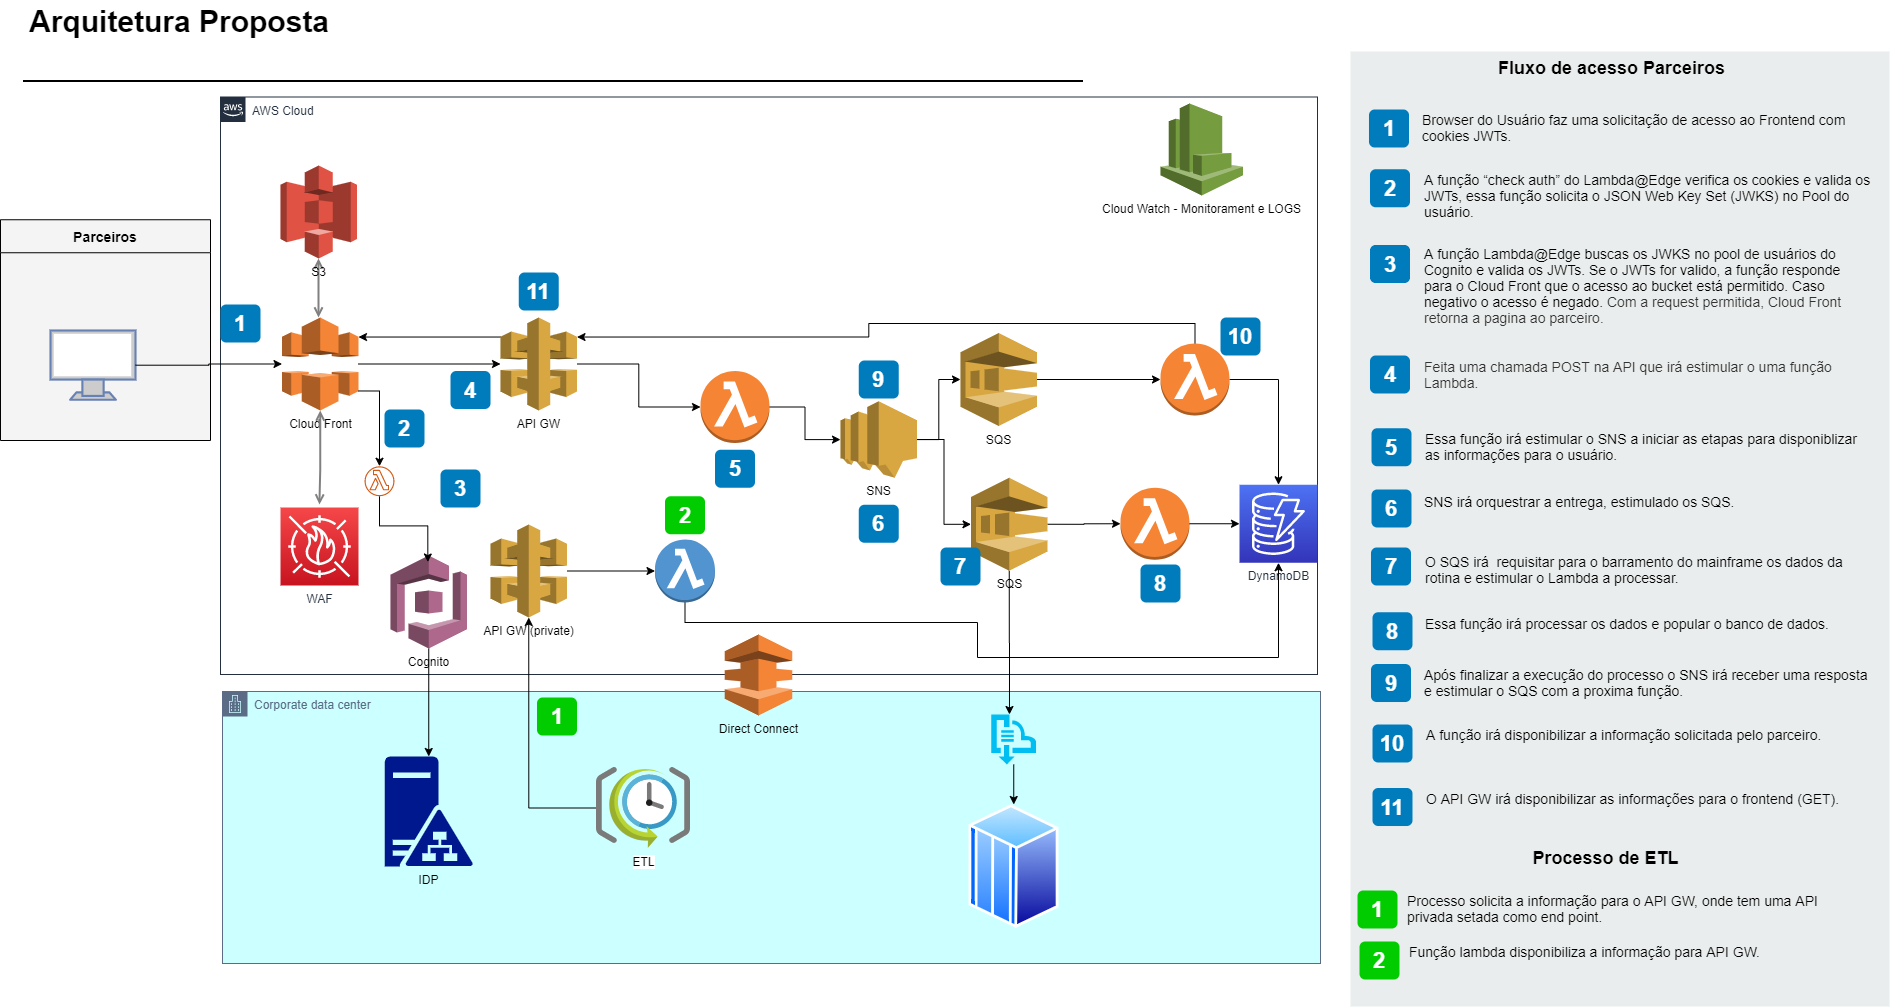 Arquitetura Proposta
aws
AWS Cloud
Cloud Watch - Monitorament e LOGS
Parceiros
S3
1
11
10
Cloud Front
4
API GW
2
9
5
SQS
3
SNS
6
2
WAF
7
SQS
8
DynamoDB
API GW (private)
Cognito
Corporate data center
1
Direct Connect
IDP
ETL
Fluxo de acesso Parceiros
1
Browser do Usuário faz uma solicitação de acesso ao Frontend com
cookies JWTs.
2
A função “check auth” do Lambda@Edge verifica os cookies e valida os
JWTs, essa função solicita o JSON Web Key Set (JWKS) no Pool do
usuário.
3
A função Lambda@Edge buscas os JWKS no pool de usuários do
Cognito e valida os JWTs. Se o JWTs for valido, a função responde
para o Cloud Front que o acesso ao bucket está permitido. Caso
negativo o acesso é negado. Com a request permitida, Cloud Front
retorna a pagina ao parceiro.
4
Feita uma chamada POST na API que irá estimular o uma função
Lambda.
5
Essa função irá estimular o SNS a iniciar as etapas para disponiblizar
as informações para o usuário.
6
SNS irá orquestrar a entrega, estimulado os SQS.
7
O SQS irá  requisitar para o barramento do mainframe os dados da
rotina e estimular o Lambda a processar.
8
Essa função irá processar os dados e popular o banco de dados.
9
Após finalizar a execução do processo o SNS irá receber uma resposta
e estimular o SQS com a proxima função.
10
A função irá disponibilizar a informação solicitada pelo parceiro.
11
O API GW irá disponibilizar as informações para o frontend (GET).
Processo de ETL
1
Processo solicita a informação para o API GW, onde tem uma API
privada setada como end point.
2
Função lambda disponibiliza a informação para API GW.